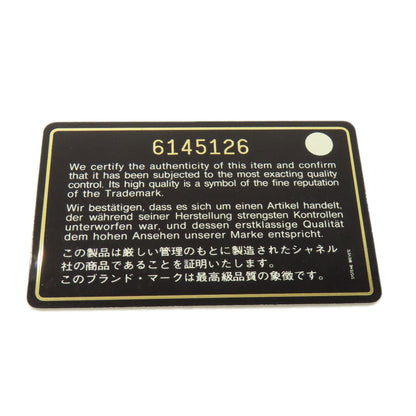 6145126
We certify the authenticity of this item and confirm
that it has been subjected to the most exacting quality
control. Its high quality is a symbol of the fine reputation
of the Trademark.
Wir bestätigen, dass es sich um einen Artikel handelt,
der während seiner Herstellung strengsten Kontrollen
unterworfen war, und dessen erstklassige Qualität
dem hohen Ansehen unserer Marke entspricht.
この製品は厳しい管理のもとに製造されたシャネル
社の商品であることを証明いたします。
このブランド・マークは最高級品質の象徴です。